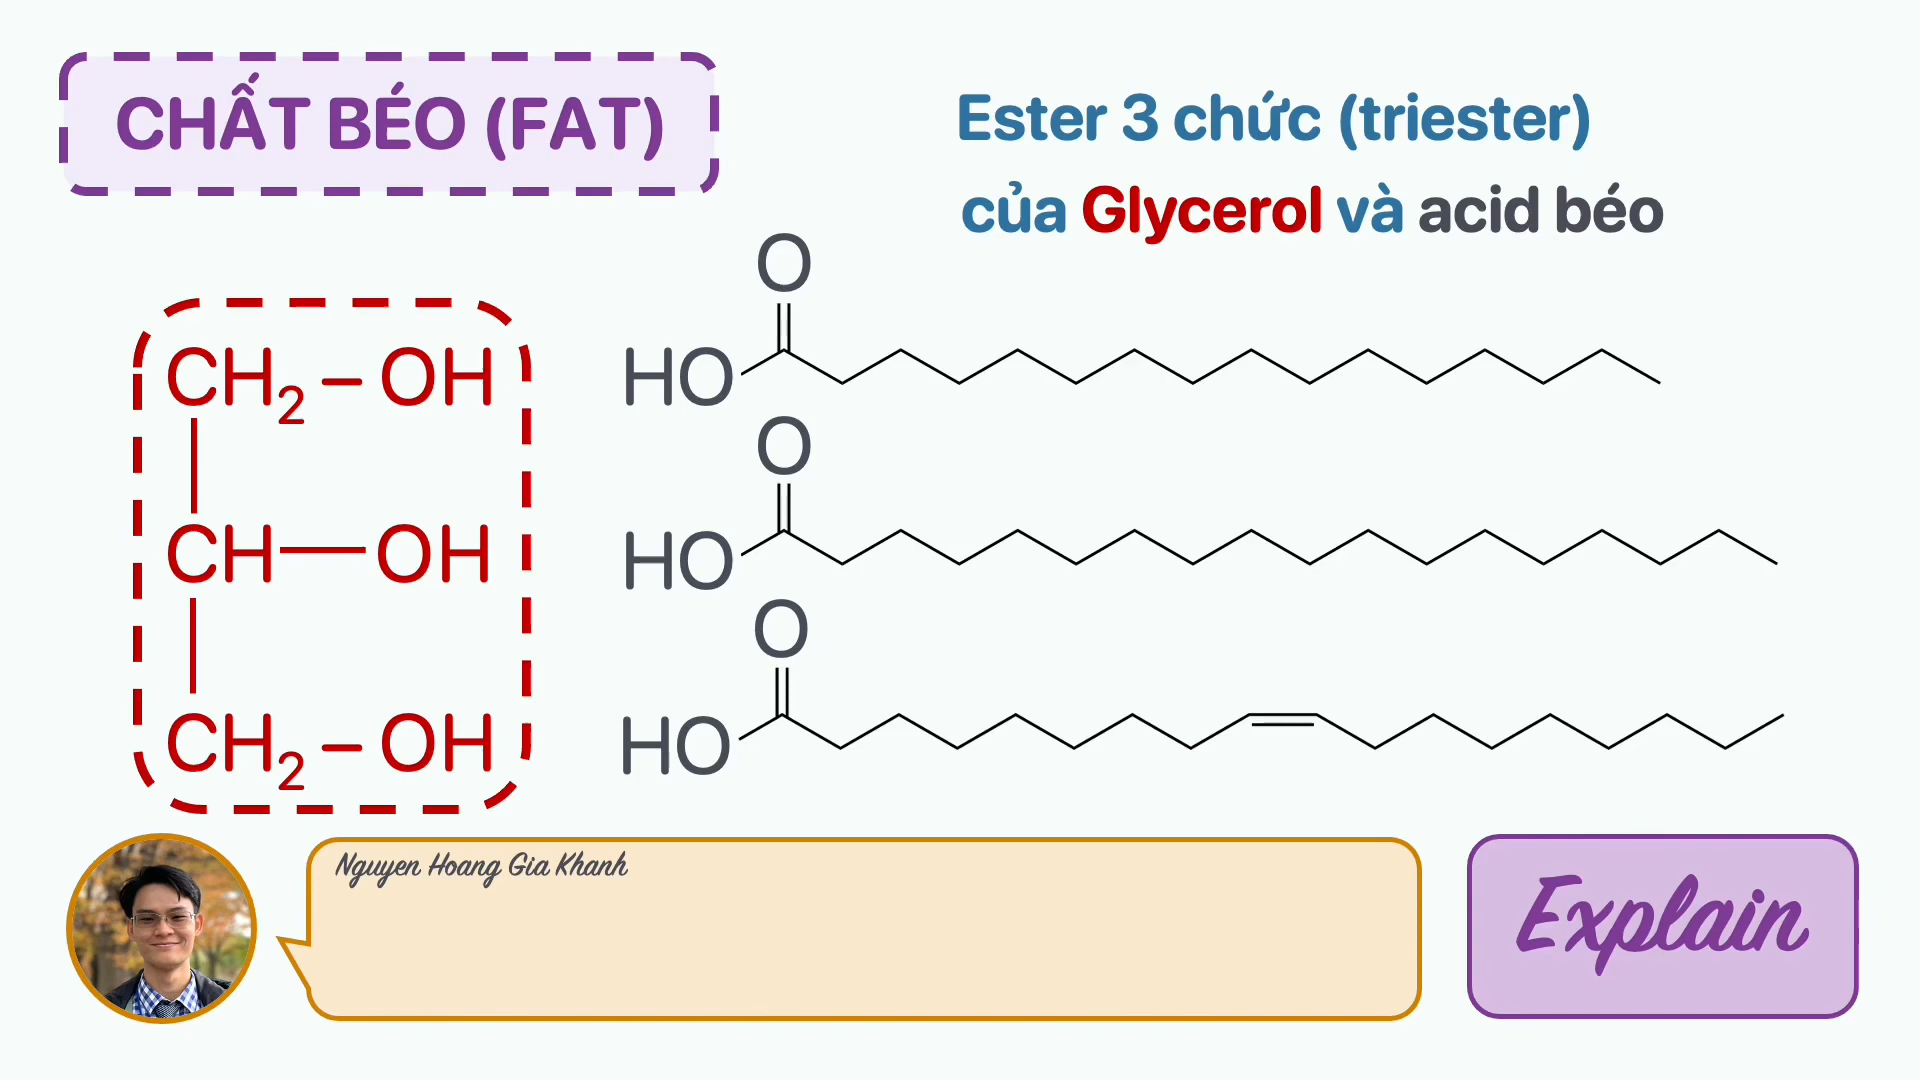 CHẤT BÉO (FAT)
Ester 3 chức (triester)
của Glycerol và acid béo
O
CH₂ – OH
HO
O
CH — OH
HO
O
CH₂ – OH
HO
Nguyen Hoang Gia Khanh
Explain